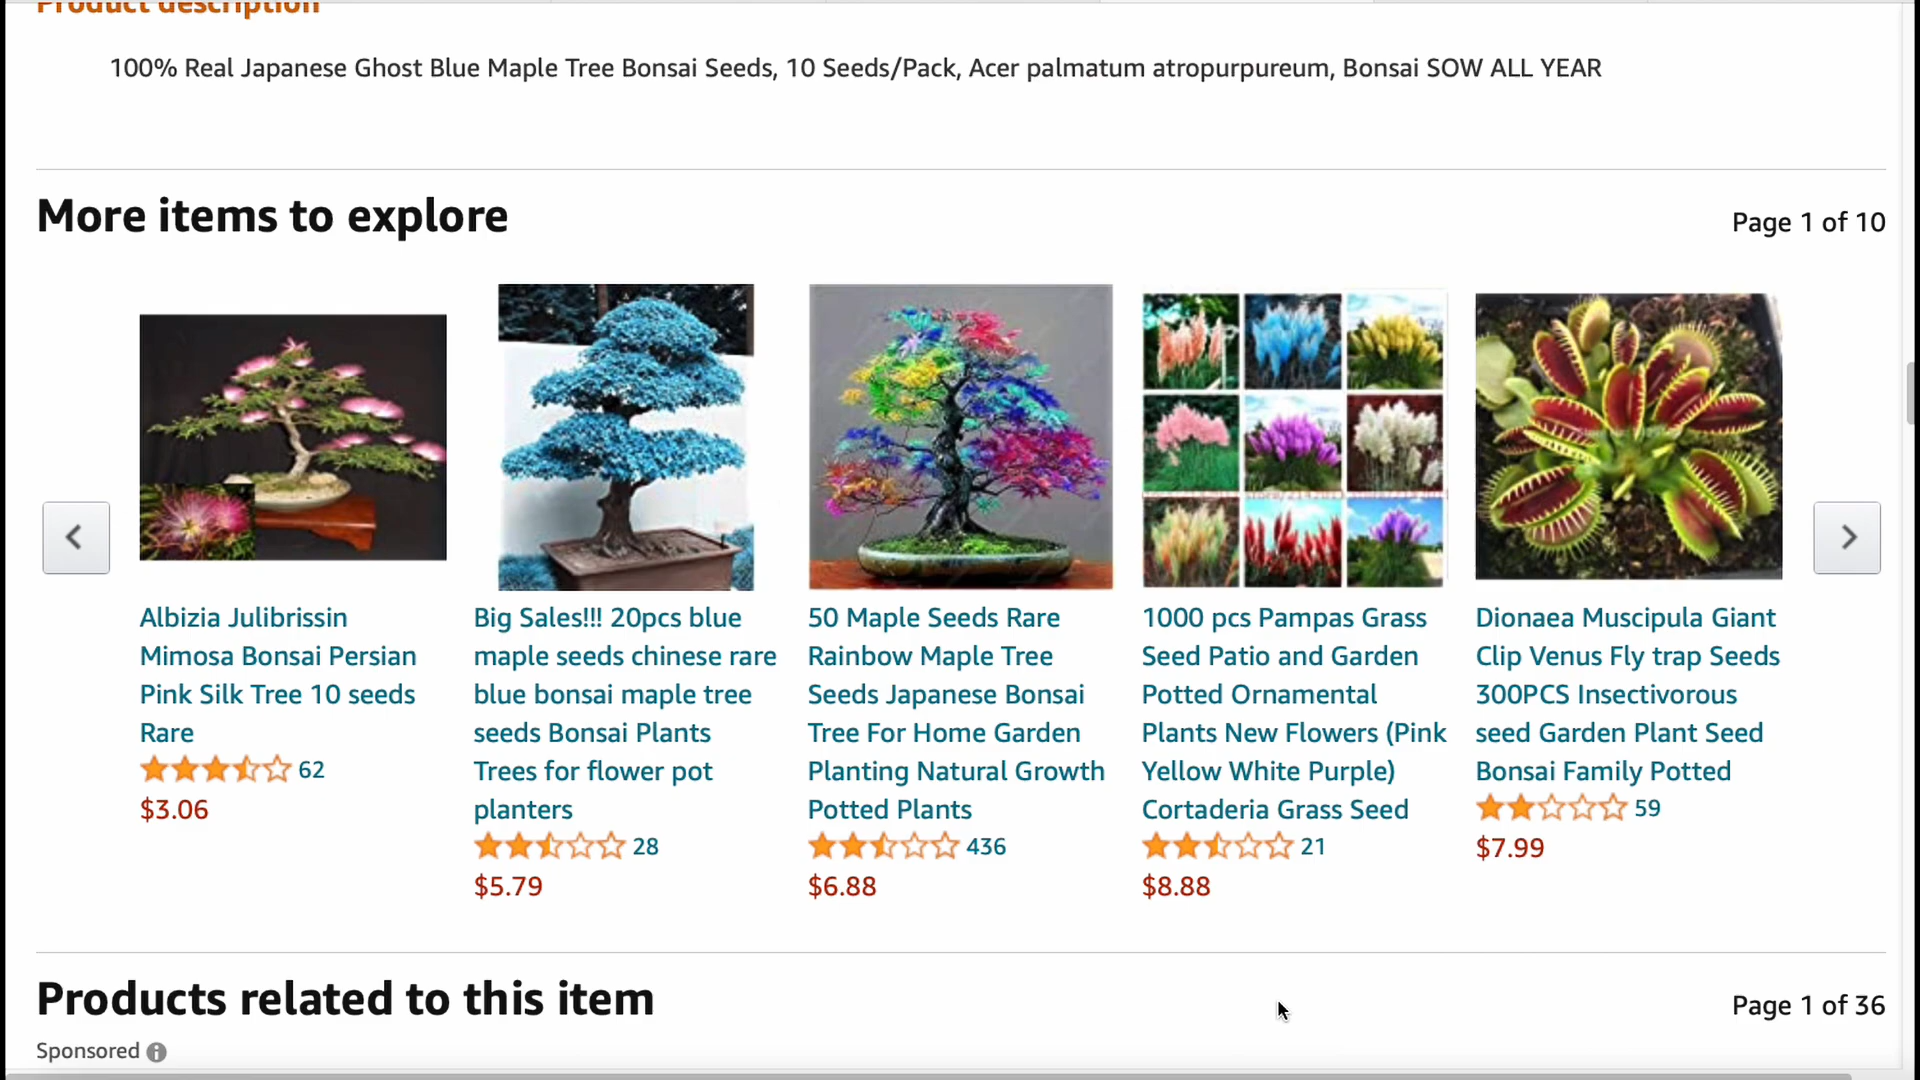 Product description
100% Real Japanese Ghost Blue Maple Tree Bonsai Seeds, 10 Seeds/Pack, Acer palmatum atropurpureum, Bonsai SOW ALL YEAR
More items to explore
Page 1 of 10
Albizia Julibrissin
Mimosa Bonsai Persian
Pink Silk Tree 10 seeds
Rare
62
$3.06
Big Sales!!! 20pcs blue
maple seeds chinese rare
blue bonsai maple tree
seeds Bonsai Plants
Trees for flower pot
planters
28
$5.79
50 Maple Seeds Rare
Rainbow Maple Tree
Seeds Japanese Bonsai
Tree For Home Garden
Planting Natural Growth
Potted Plants
436
$6.88
1000 pcs Pampas Grass
Seed Patio and Garden
Potted Ornamental
Plants New Flowers (Pink
Yellow White Purple)
Cortaderia Grass Seed
21
$8.88
Dionaea Muscipula Giant
Clip Venus Fly trap Seeds
300PCS Insectivorous
seed Garden Plant Seed
Bonsai Family Potted
59
$7.99
Products related to this item
Page 1 of 36
Sponsored